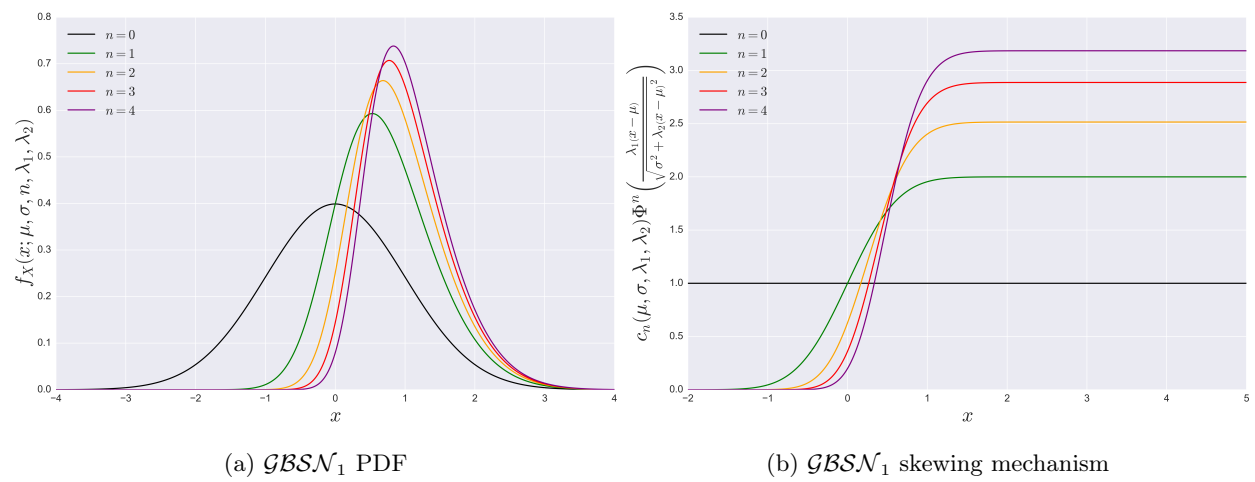 0.8
0.7
0.6
0.5
0.4
0.3
0.2
0.1
0.0
−4
−3
−2
−1
0
1
2
3
4
x
f_X(x; μ, σ, n, λ_1, λ_2)
n = 0
n = 1
n = 2
n = 3
n = 4
(a) GBSN_1 PDF
3.5
3.0
2.5
2.0
1.5
1.0
0.5
0.0
−2
−1
0
1
2
3
4
5
x
c_n(μ, σ, λ_1, λ_2)Φ^n(λ_1(x − μ) / √(σ^2 + λ_2(x − μ)^2))
n = 0
n = 1
n = 2
n = 3
n = 4
(b) GBSN_1 skewing mechanism